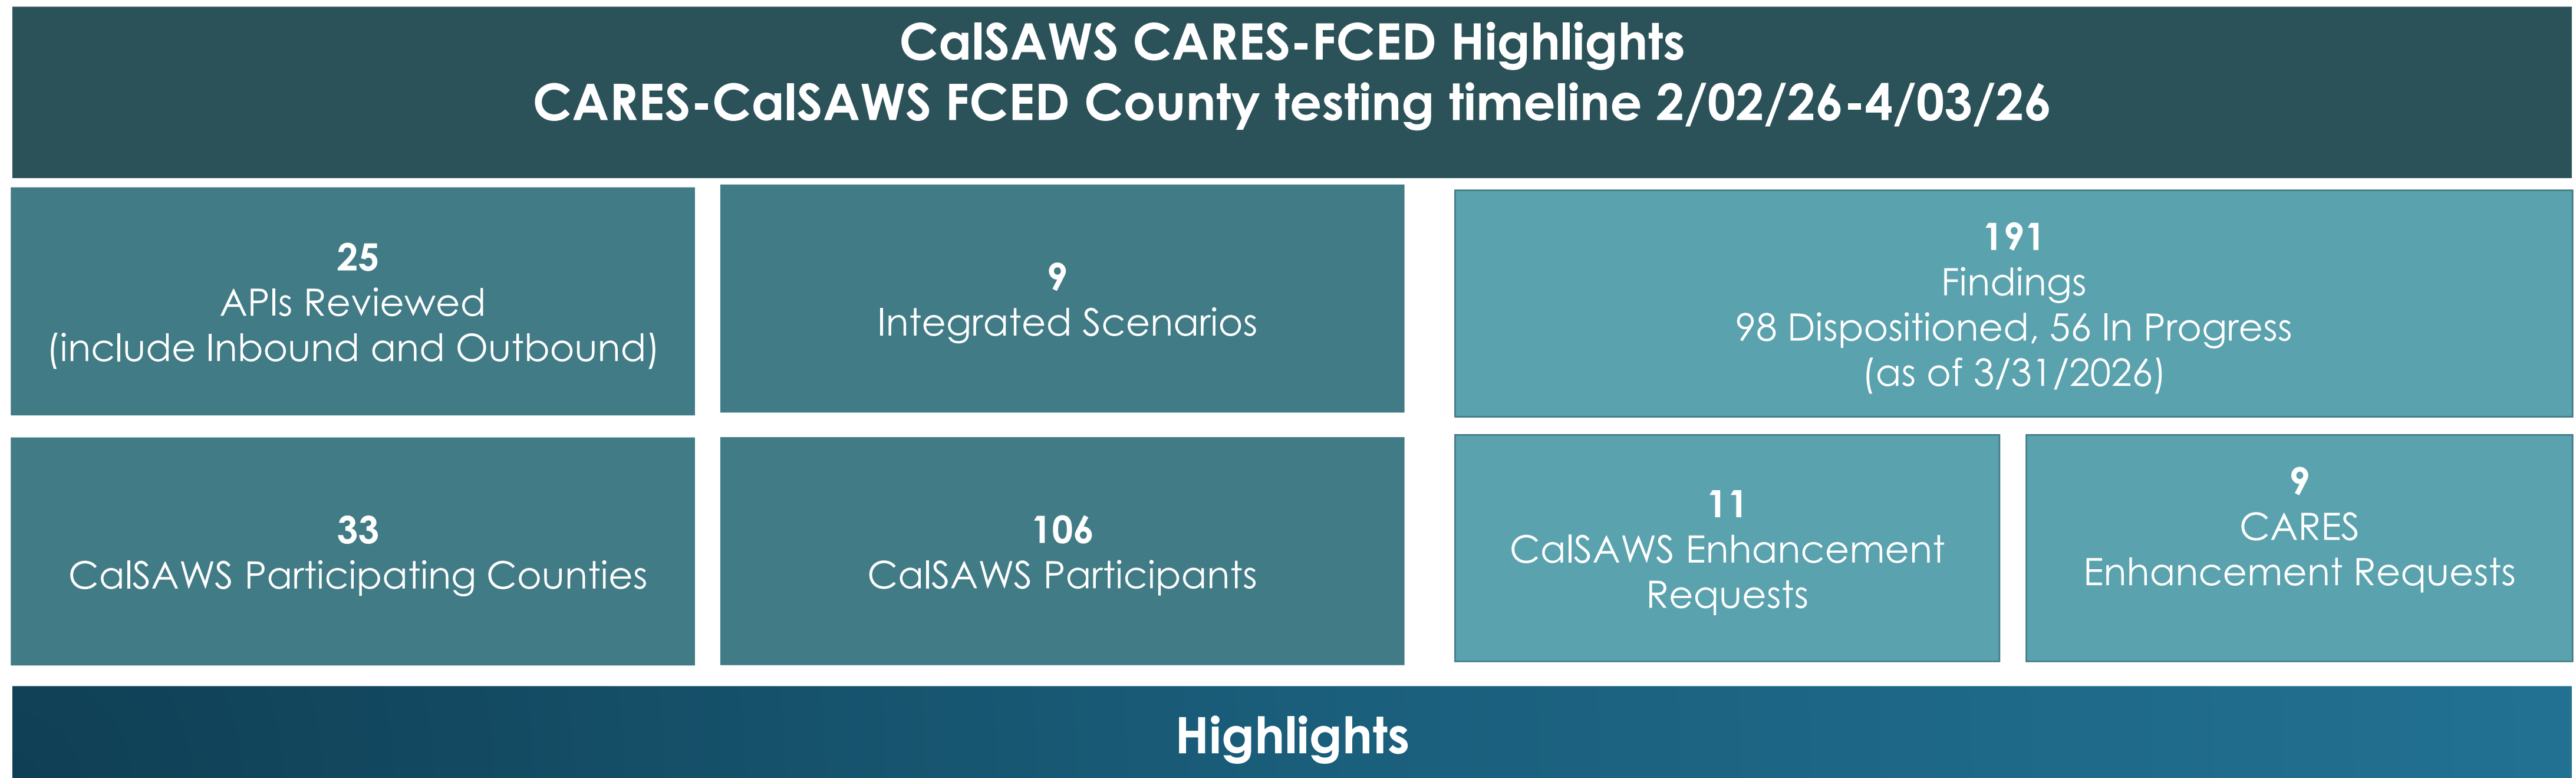 CalSAWS CARES-FCED Highlights
CARES-CalSAWS FCED County testing timeline 2/02/26-4/03/26
25
APIs Reviewed
(include Inbound and Outbound)
9
Integrated Scenarios
191
Findings
98 Dispositioned, 56 In Progress
(as of 3/31/2026)
33
CalSAWS Participating Counties
106
CalSAWS Participants
11
CalSAWS Enhancement
Requests
9
CARES
Enhancement Requests
Highlights